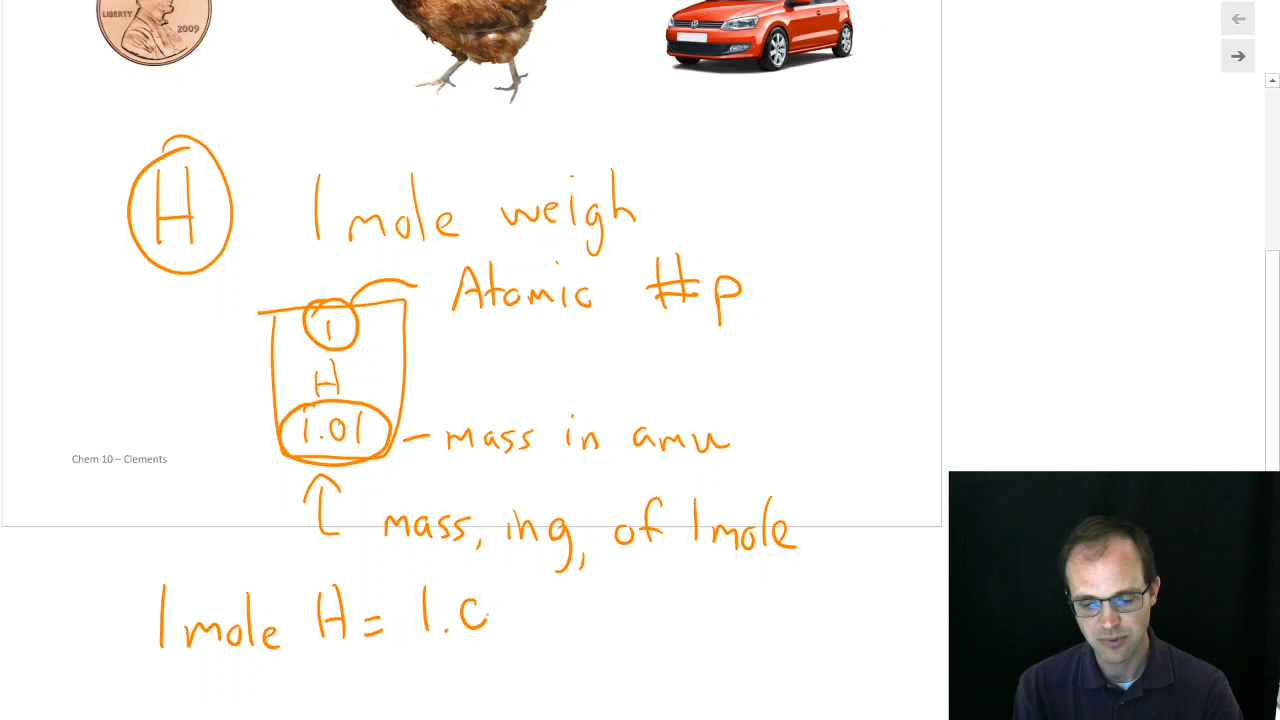 LIBERTY
2009
H 1 mole weigh
Atomic #p
1
H
1.01 - mass in amu
Chem 10 – Clements
mass, in g, of 1 mole
1 mole H = 1.0